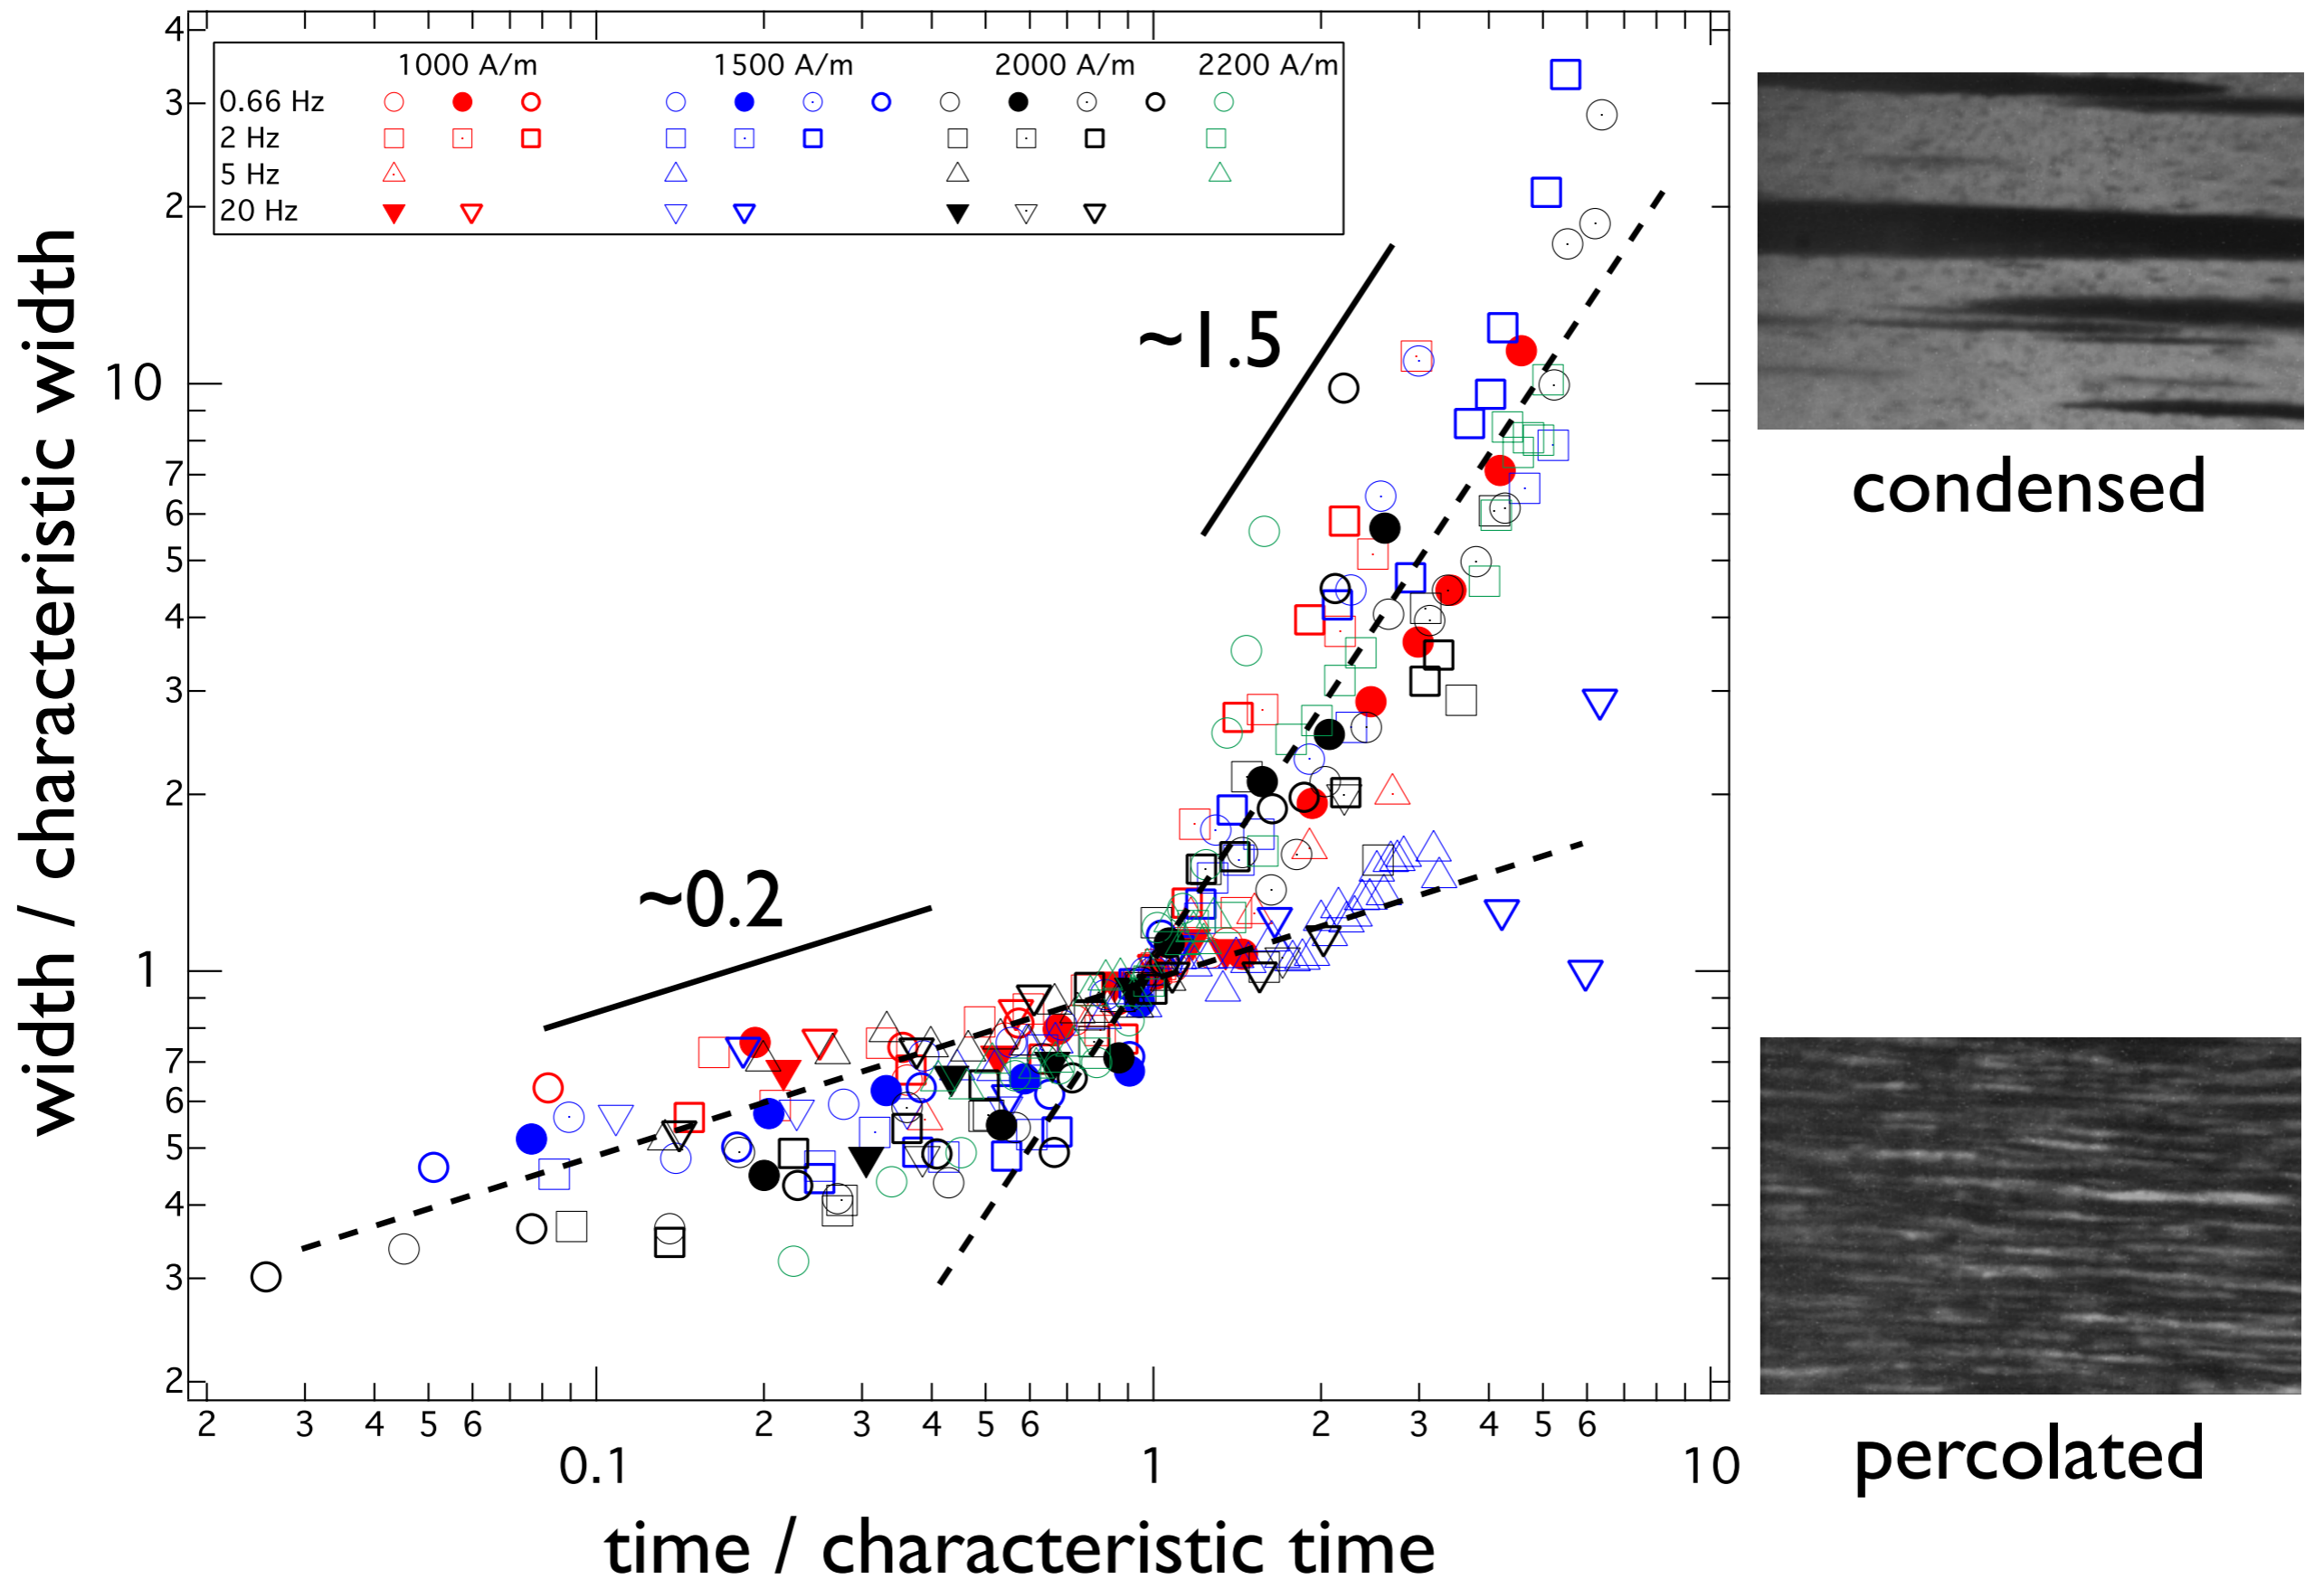 1000 A/m 1500 A/m 2000 A/m 2200 A/m
0.66 Hz
2 Hz
5 Hz
20 Hz
4
3
2
10
7
6
5
4
3
2
1
7
6
5
4
3
2
width / characteristic width
~1.5
~0.2
2 3 4 5 6 2 3 4 5 6 2 3 4 5 6
0.1 1 10
time / characteristic time
condensed
percolated